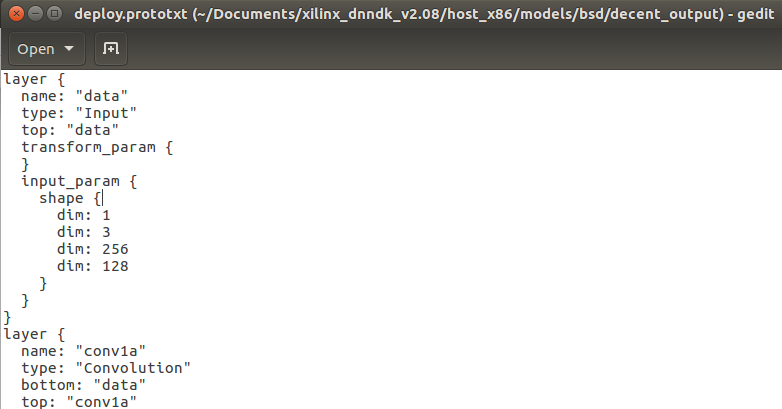 deploy.prototxt (~/Documents/xilinx_dnndk_v2.08/host_x86/models/bsd/decent_output) - gedit
Open
layer {
  name: "data"
  type: "Input"
  top: "data"
  transform_param {
  }
  input_param {
    shape {
      dim: 1
      dim: 3
      dim: 256
      dim: 128
    }
  }
}
layer {
  name: "conv1a"
  type: "Convolution"
  bottom: "data"
  top: "conv1a"